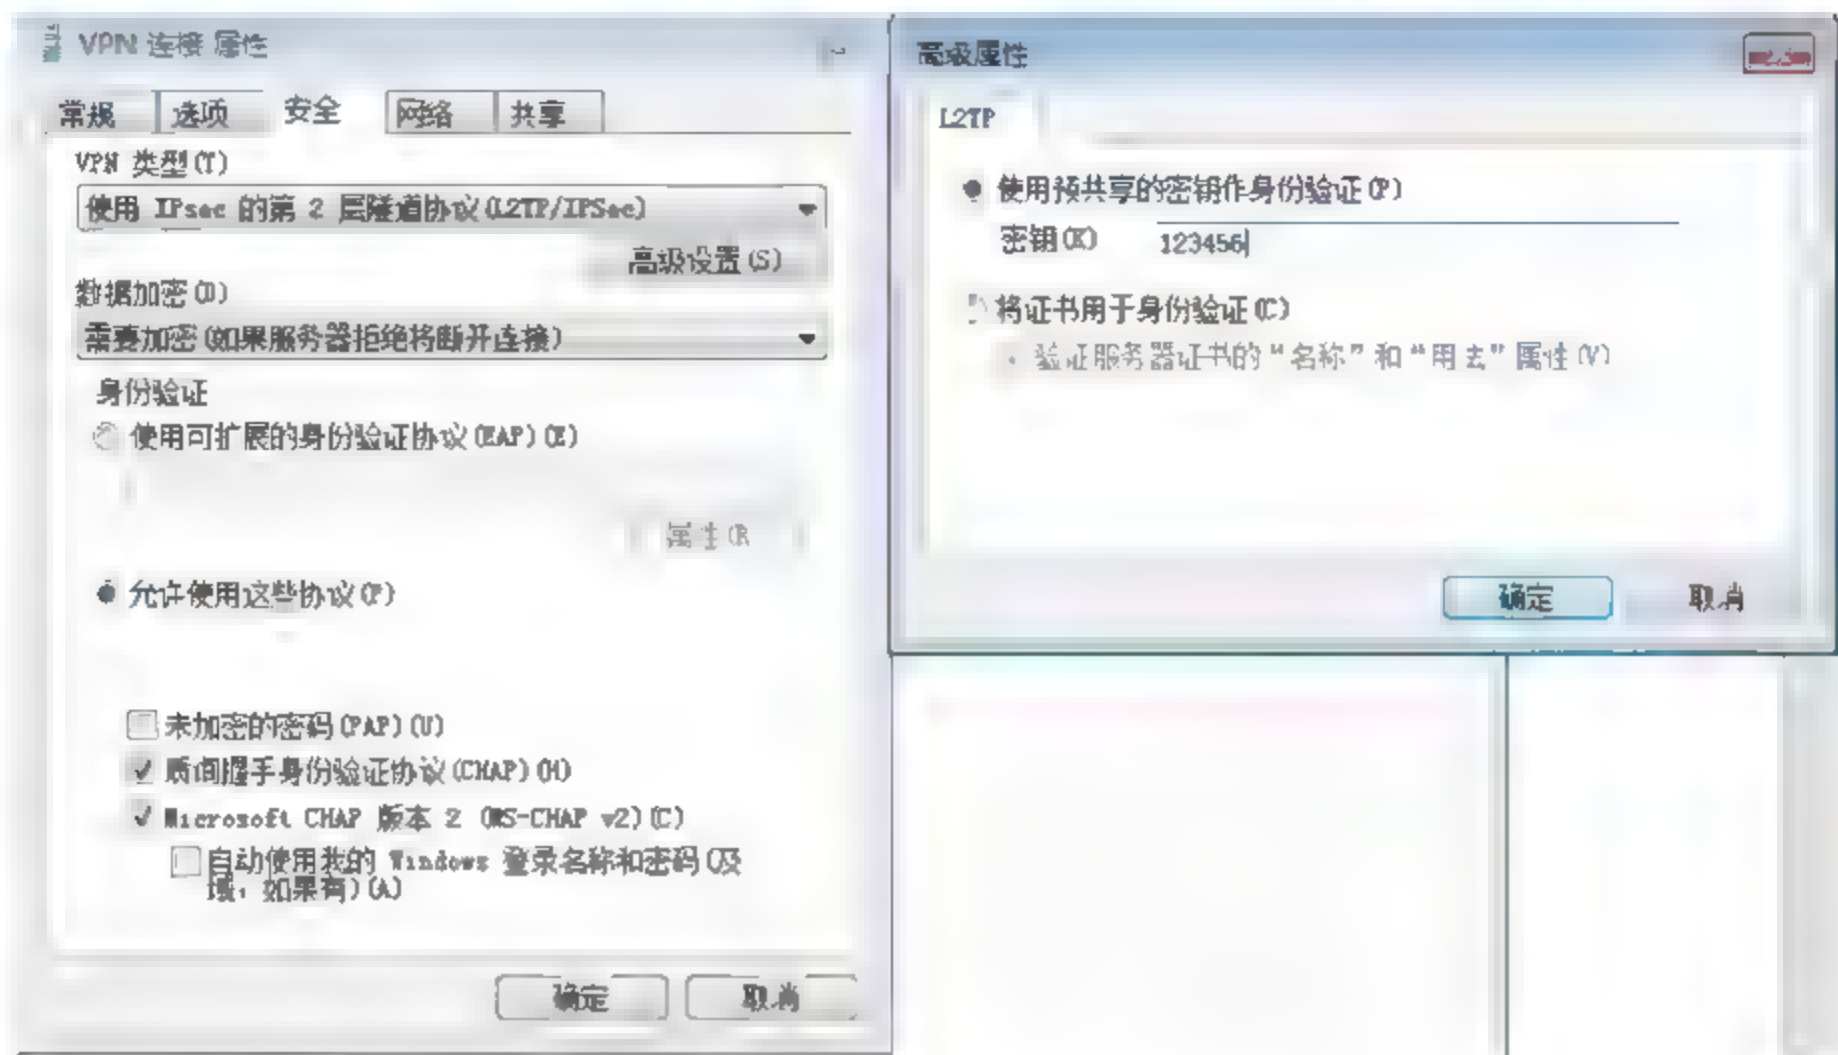 VPN 连接 属性
常规 选项 安全 网络 共享
VPN 类型(T)
使用 IPsec 的第 2 层隧道协议(L2TP/IPSec)
高级设置(S)
数据加密(D)
需要加密(如果服务器拒绝将断开连接)
身份验证
使用可扩展的身份验证协议(EAP)(E)
属性(R
允许使用这些协议(P)
未加密的密码(PAP)(U)
质询握手身份验证协议(CHAP)(H)
Microsoft CHAP 版本 2 (MS-CHAP v2)(C)
自动使用我的 Windows 登录名称和密码(及
域，如果有)(A)
确定 取消
高级属性
L2TP
使用预共享的密钥作身份验证(P)
密钥(K) 123456
将证书用于身份验证(C)
验证服务器证书的“名称”和“用法”属性(V)
确定 取消